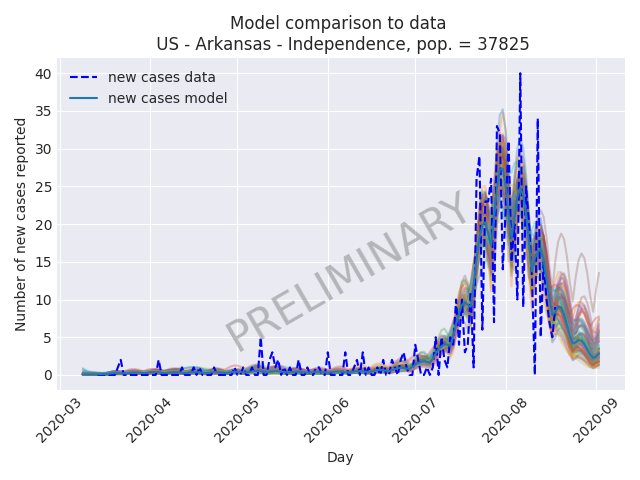 Model comparison to data
US - Arkansas - Independence, pop. = 37825
new cases data
new cases model
PRELIMINARY
Number of new cases reported
40
35
30
25
20
15
10
5
0
2020-03
2020-04
2020-05
2020-06
2020-07
2020-08
2020-09
Day